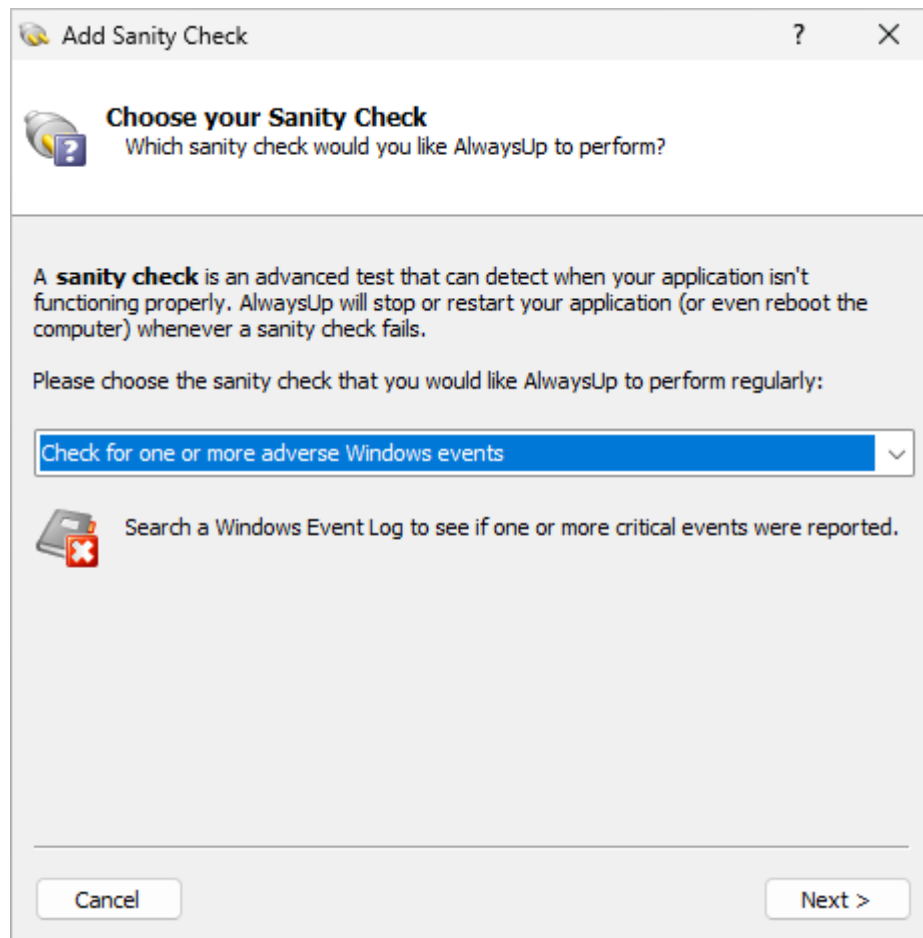 Add Sanity Check
?
Choose your Sanity Check
Which sanity check would you like AlwaysUp to perform?
A sanity check is an advanced test that can detect when your application isn't
functioning properly. AlwaysUp will stop or restart your application (or even reboot the
computer) whenever a sanity check fails.
Please choose the sanity check that you would like AlwaysUp to perform regularly:
Check for one or more adverse Windows events
Search a Windows Event Log to see if one or more critical events were reported.
Cancel
Next >